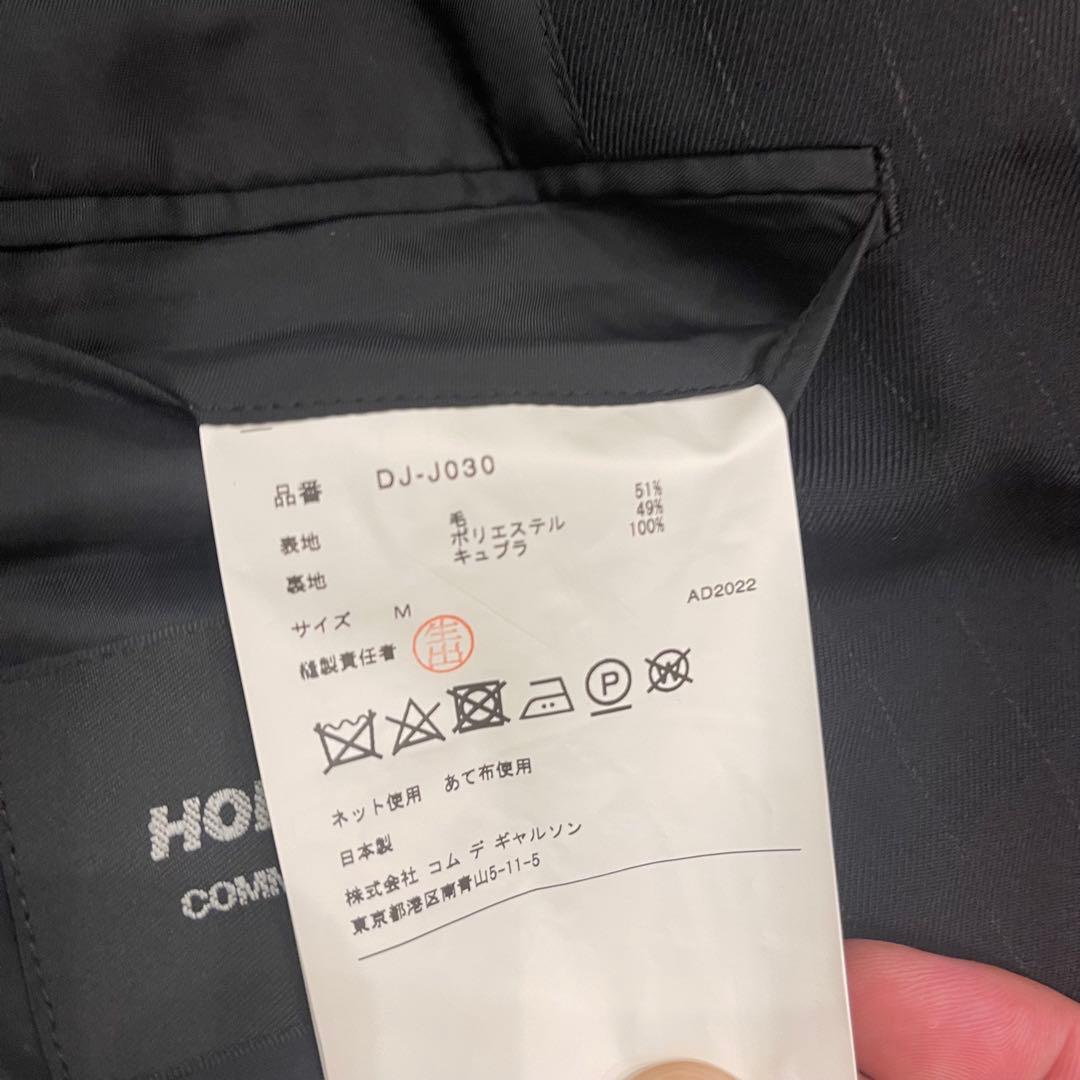 品番 DJ-J030
表地 毛 51%
ポリエステル 49%
裏地 キュプラ 100%
サイズ M
AD2022
縫製責任者 生出
P
W
ネット使用 あて布使用
日本製
株式会社 コム デ ギャルソン
東京都港区南青山5-11-5
HO
COMM